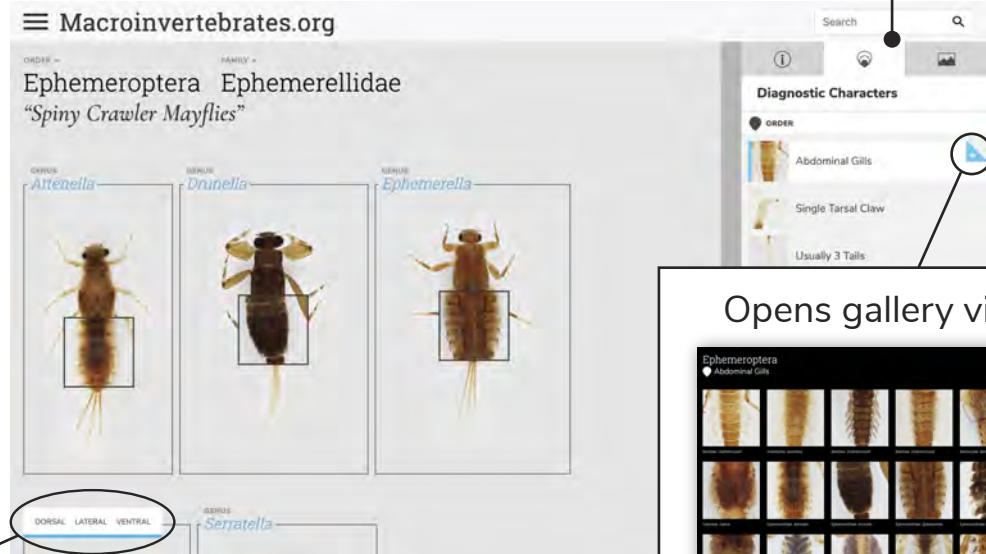 Macroinvertebrates.org
Search
ORDER FAMILY
Ephemeroptera Ephemerellidae
“Spiny Crawler Mayflies”
Diagnostic Characters
ORDER
Abdominal Gills
Single Tarsal Claw
Usually 3 Tails
GENUS GENUS GENUS
Attenella Drunella Ephemerella
Opens gallery vi
Ephemeroptera
Abdominal Gills
DORSAL LATERAL VENTRAL
GENUS
Serratella